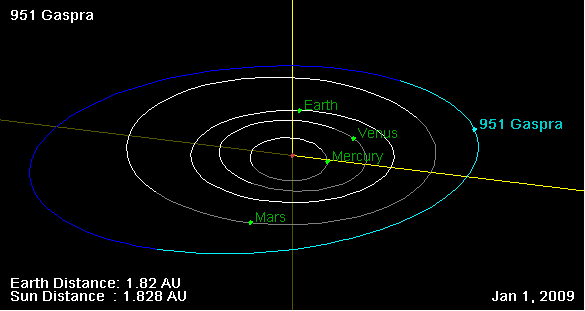 951 Gaspra
Earth
951 Gaspra
Venus
Mercury
Mars
Earth Distance: 1.82 AU
Sun Distance  : 1.828 AU
Jan 1, 2009